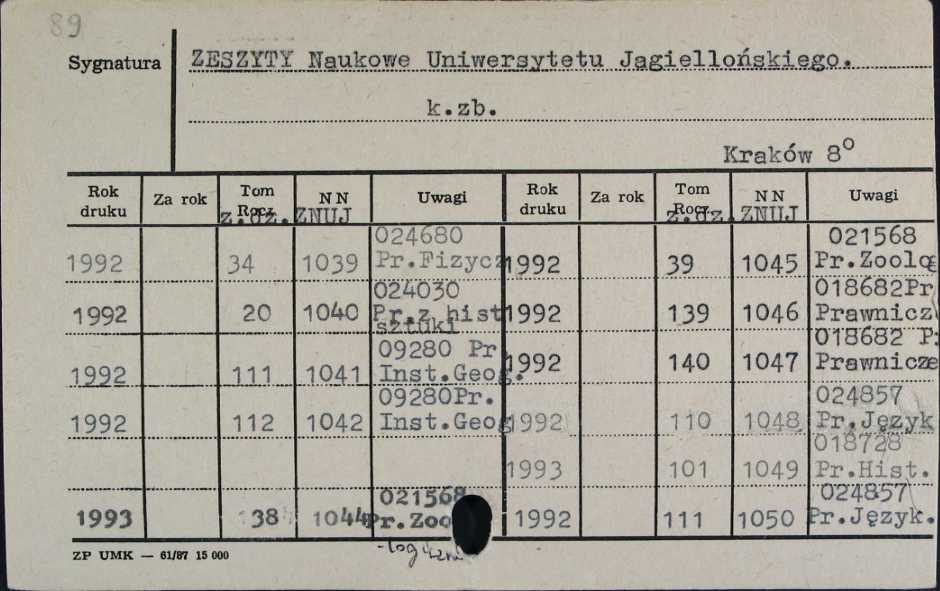 89
Sygnatura
ZESZYTY Naukowe Uniwersytetu Jagiellońskiego.
k.zb.
Kraków 8°
Rok druku Za rok Tom Rocz. NN Uwagi Rok druku Za rok Tom Rocz. NN Uwagi
z.dz. ZNUJ z.dz. ZNUJ
1992 34 1039 024680 Pr.Fizycz 1992 39 1045 021568 Pr.Zoolo
1992 20 1040 024030 Pr.z hist sztuki 1992 139 1046 018682Pr Prawnicz
1992 111 1041 09280 Pr. Inst.Geog. 1992 140 1047 018682 P Prawnicze
1992 112 1042 09280Pr. Inst.Geog 1992 110 1048 024857 Pr.Język
1993 101 1049 018728 Pr.Hist.
1993 38 1044 021568 Pr.Zoo 1992 111 1050 024857 Pr.Język.
ZP UMK — 61/87 15 000